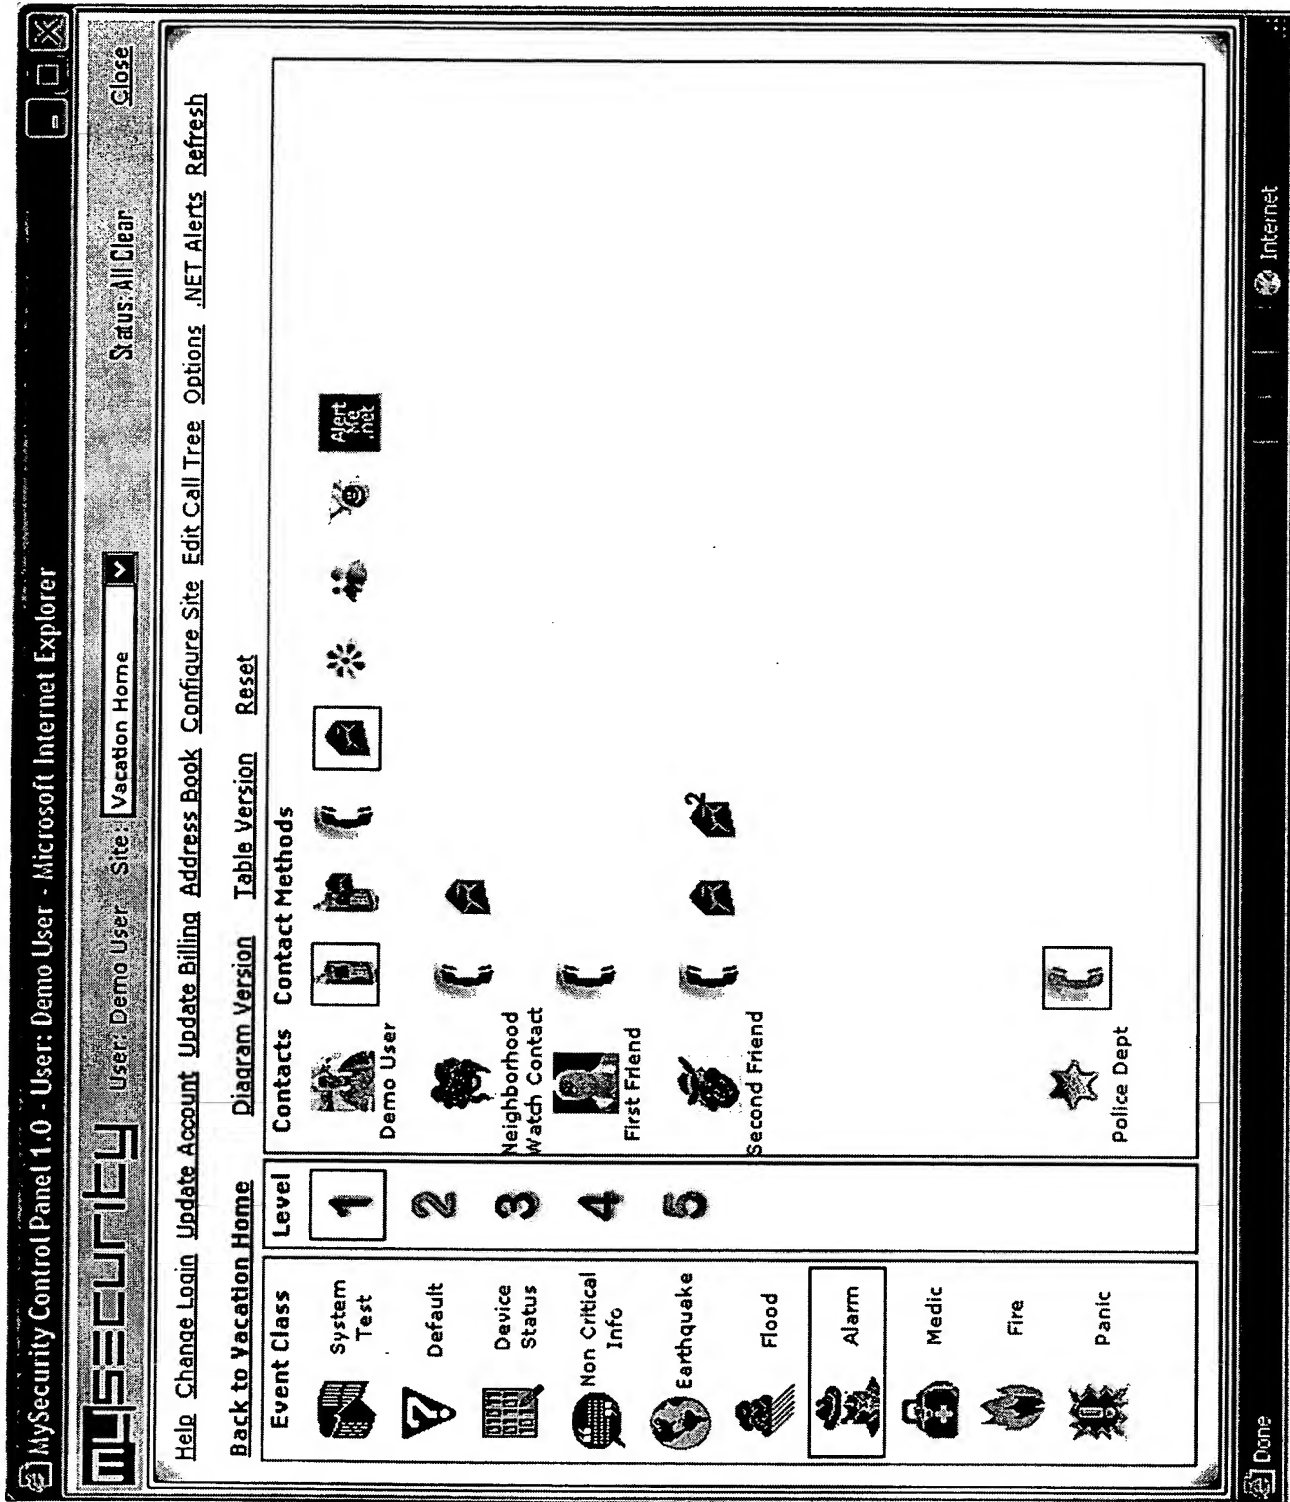 MySecurity Control Panel 1.0 - User: Demo User - Microsoft Internet Explorer
mysecurity User: Demo User Site: Vacation Home Status: All Clear Close
Help Change Login Update Account Update Billing Address Book Configure Site Edit Call Tree Options .NET Alerts Refresh
Back to Vacation Home Diagram Version Table Version Reset
Event Class
System
Test
Default
01011
01101
Device
Status
Non Critical
Info
Earthquake
Flood
Alarm
Medic
Fire
Panic
Level
1
2
3
4
5
Contacts Contact Methods
Demo User
Alert
Me
.net
Neighborhood
Watch Contact
First Friend
2
Second Friend
Police Dept
Done Internet